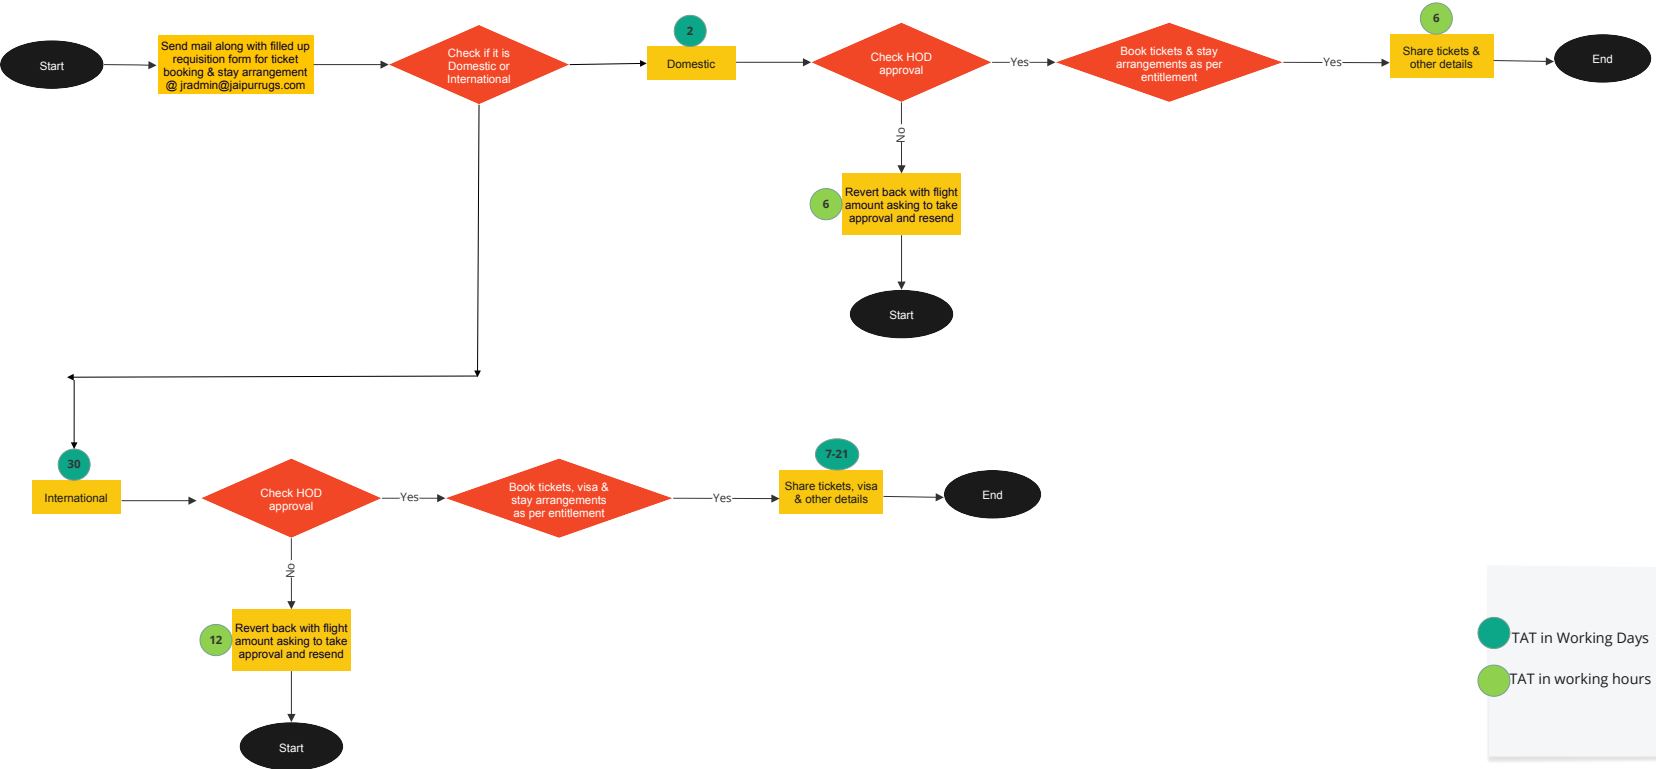 Start
Send mail along with filled up
requisition form for ticket
booking & stay arrangement
@ jradmin@jaipurrugs.com
Check if it is
Domestic or
International
2
Domestic
Check HOD
approval
Yes
Book tickets & stay
arrangements as per
entitlement
Yes
6
Share tickets &
other details
End
No
6
Revert back with flight
amount asking to take
approval and resend
Start
30
International
Check HOD
approval
Yes
Book tickets, visa &
stay arrangements
as per entitlement
Yes
7-21
Share tickets, visa
& other details
End
No
12
Revert back with flight
amount asking to take
approval and resend
Start
TAT in Working Days
TAT in working hours